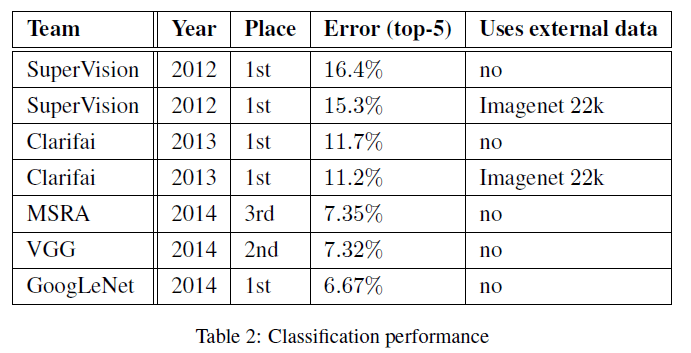 Team Year Place Error (top-5) Uses external data
SuperVision 2012 1st 16.4% no
SuperVision 2012 1st 15.3% Imagenet 22k
Clarifai 2013 1st 11.7% no
Clarifai 2013 1st 11.2% Imagenet 22k
MSRA 2014 3rd 7.35% no
VGG 2014 2nd 7.32% no
GoogLeNet 2014 1st 6.67% no
Table 2: Classification performance